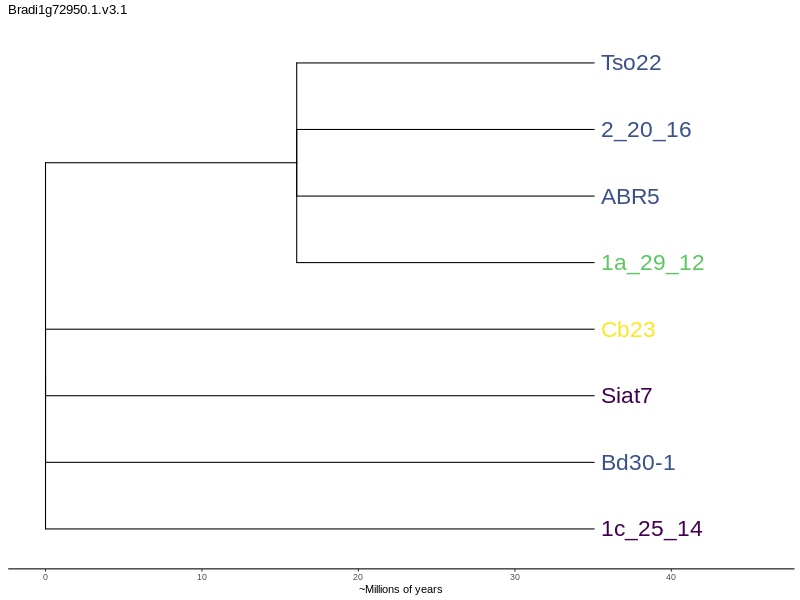 Bradi1g72950.1.v3.1
Tso22
2_20_16
ABR5
1a_29_12
Cb23
Siat7
Bd30-1
1c_25_14
0 10 20 30 40
~Millions of years